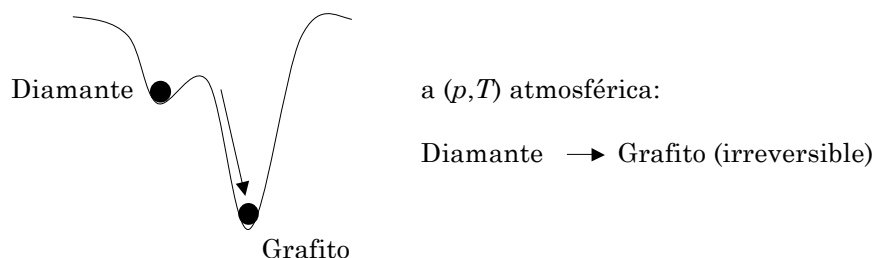 Diamante
a (p,T) atmosférica:
Diamante → Grafito (irreversible)
Grafito